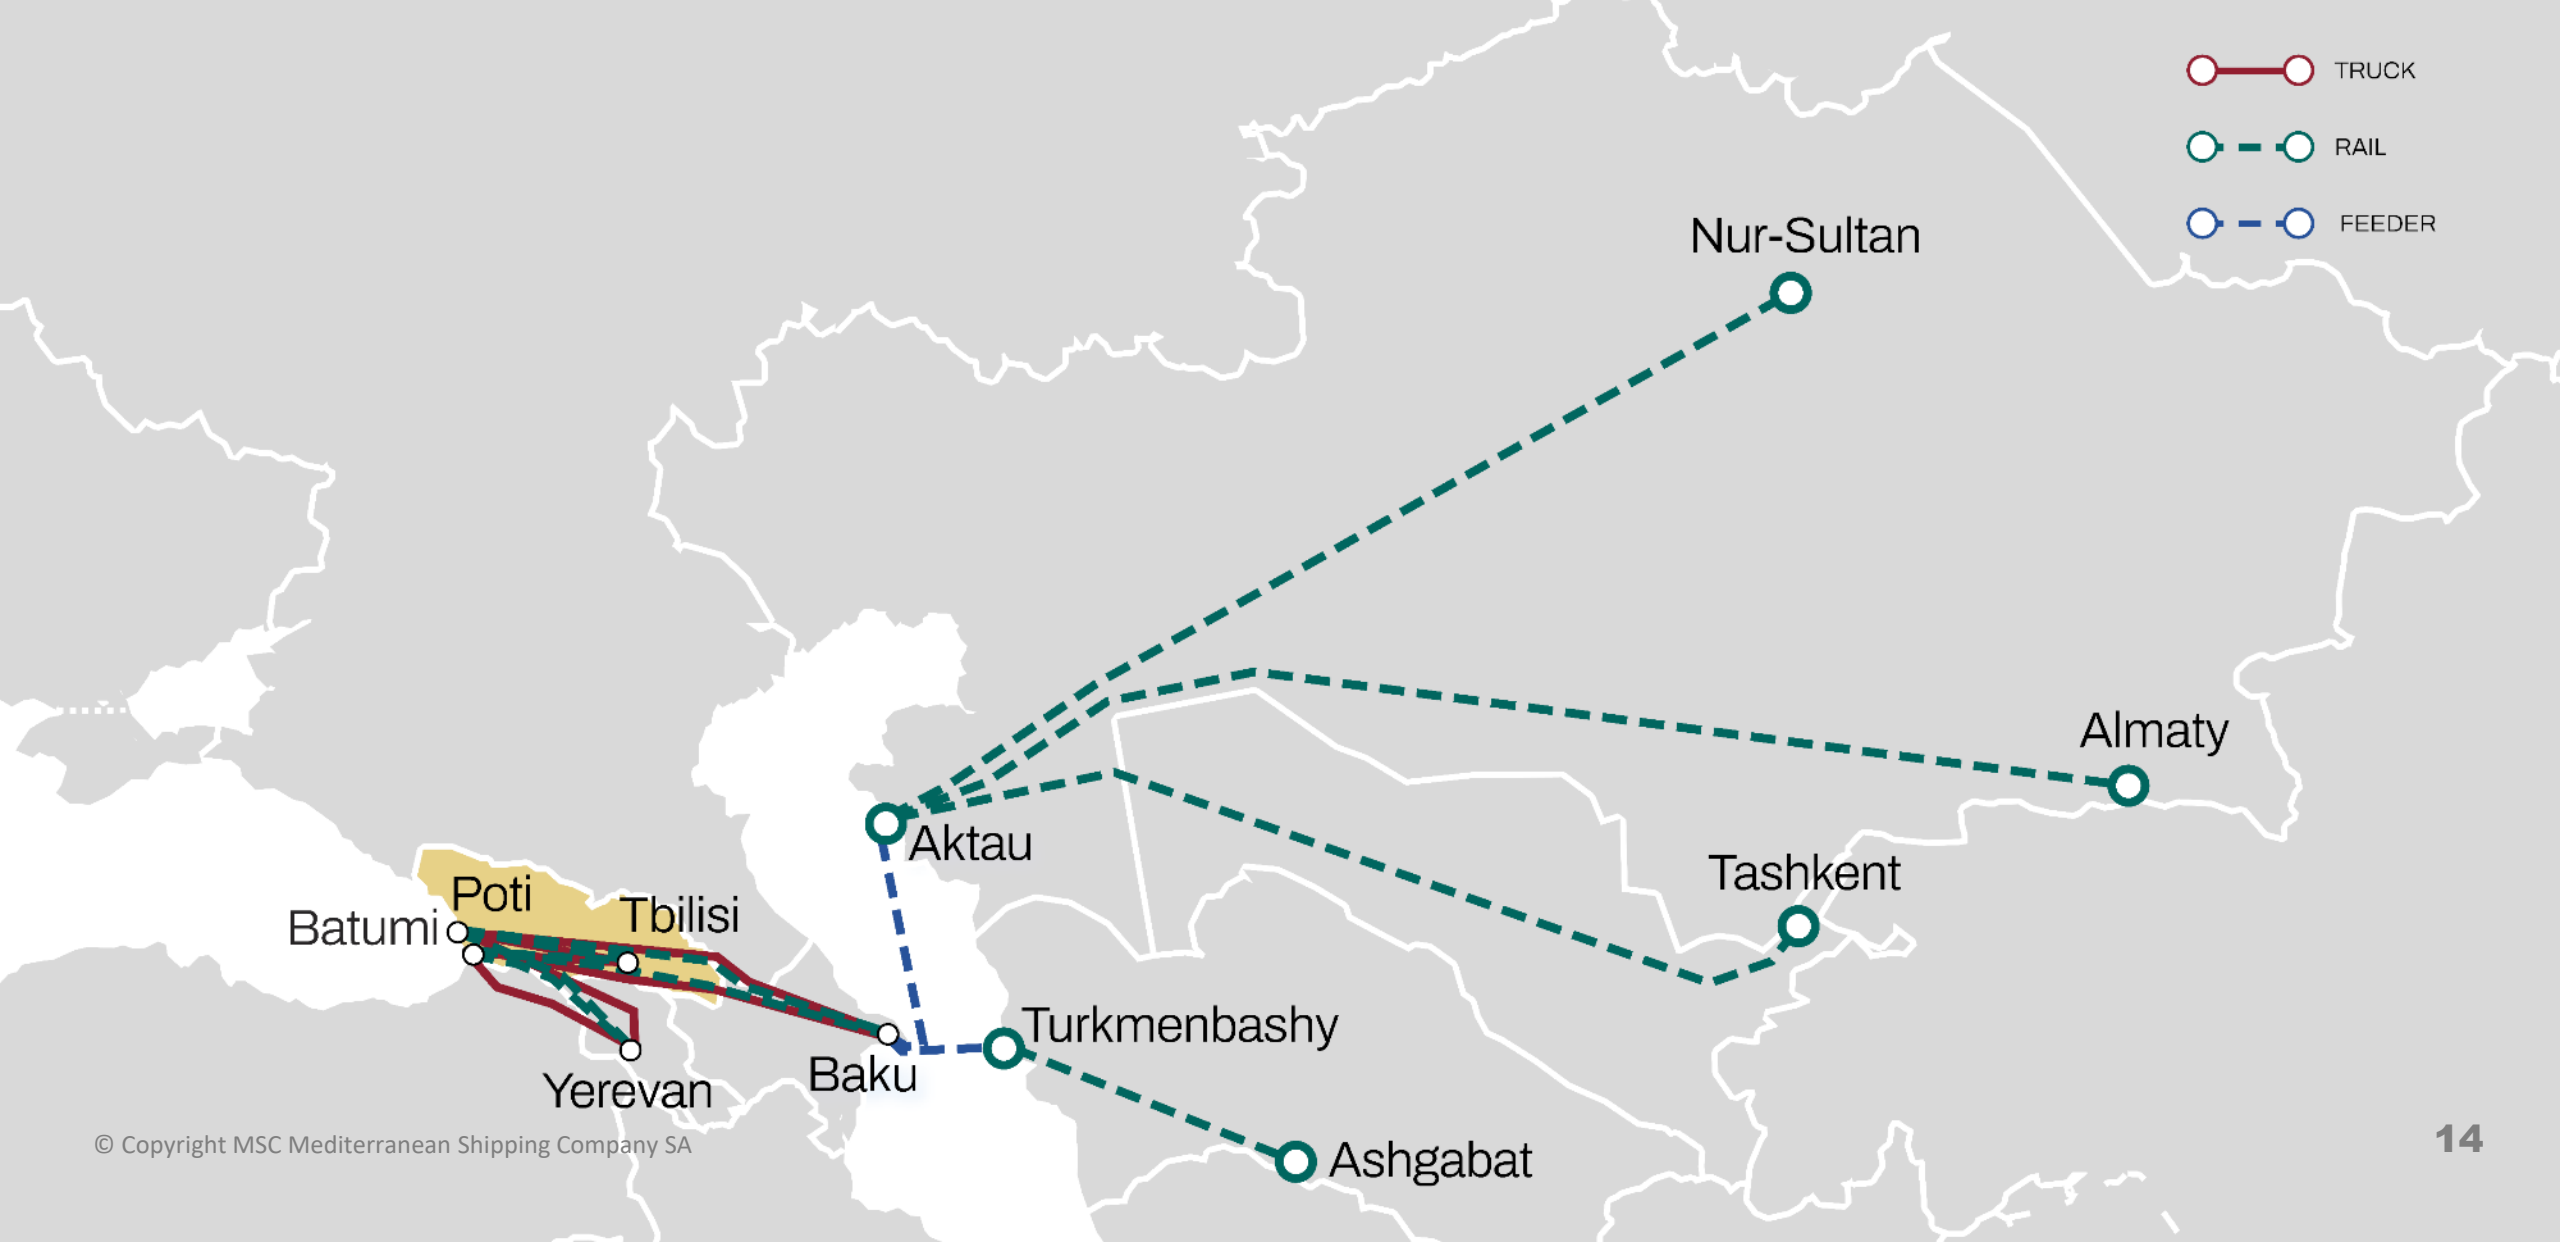 TRUCK
RAIL
FEEDER
Nur-Sultan
Almaty
Aktau
Tashkent
Poti
Batumi
Tbilisi
Turkmenbashy
Baku
Yerevan
Ashgabat
© Copyright MSC Mediterranean Shipping Company SA
14